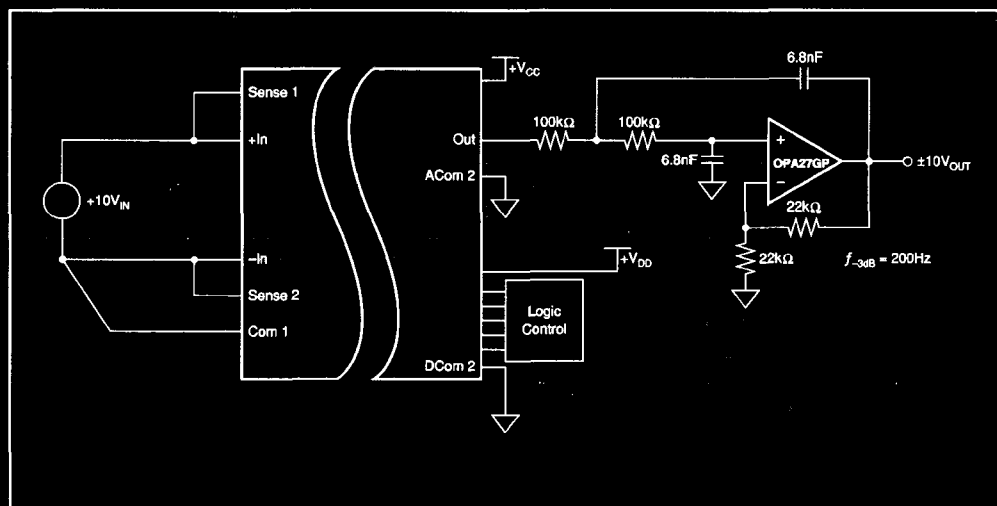 Sense 1
+In
+10V_IN
–In
Sense 2
Com 1
+V_CC
Out
ACom 2
+V_DD
Logic
Control
DCom 2
100kΩ
100kΩ
6.8nF
6.8nF
+
OPA27GP
–
±10V_OUT
22kΩ
22kΩ
f_–3dB = 200Hz